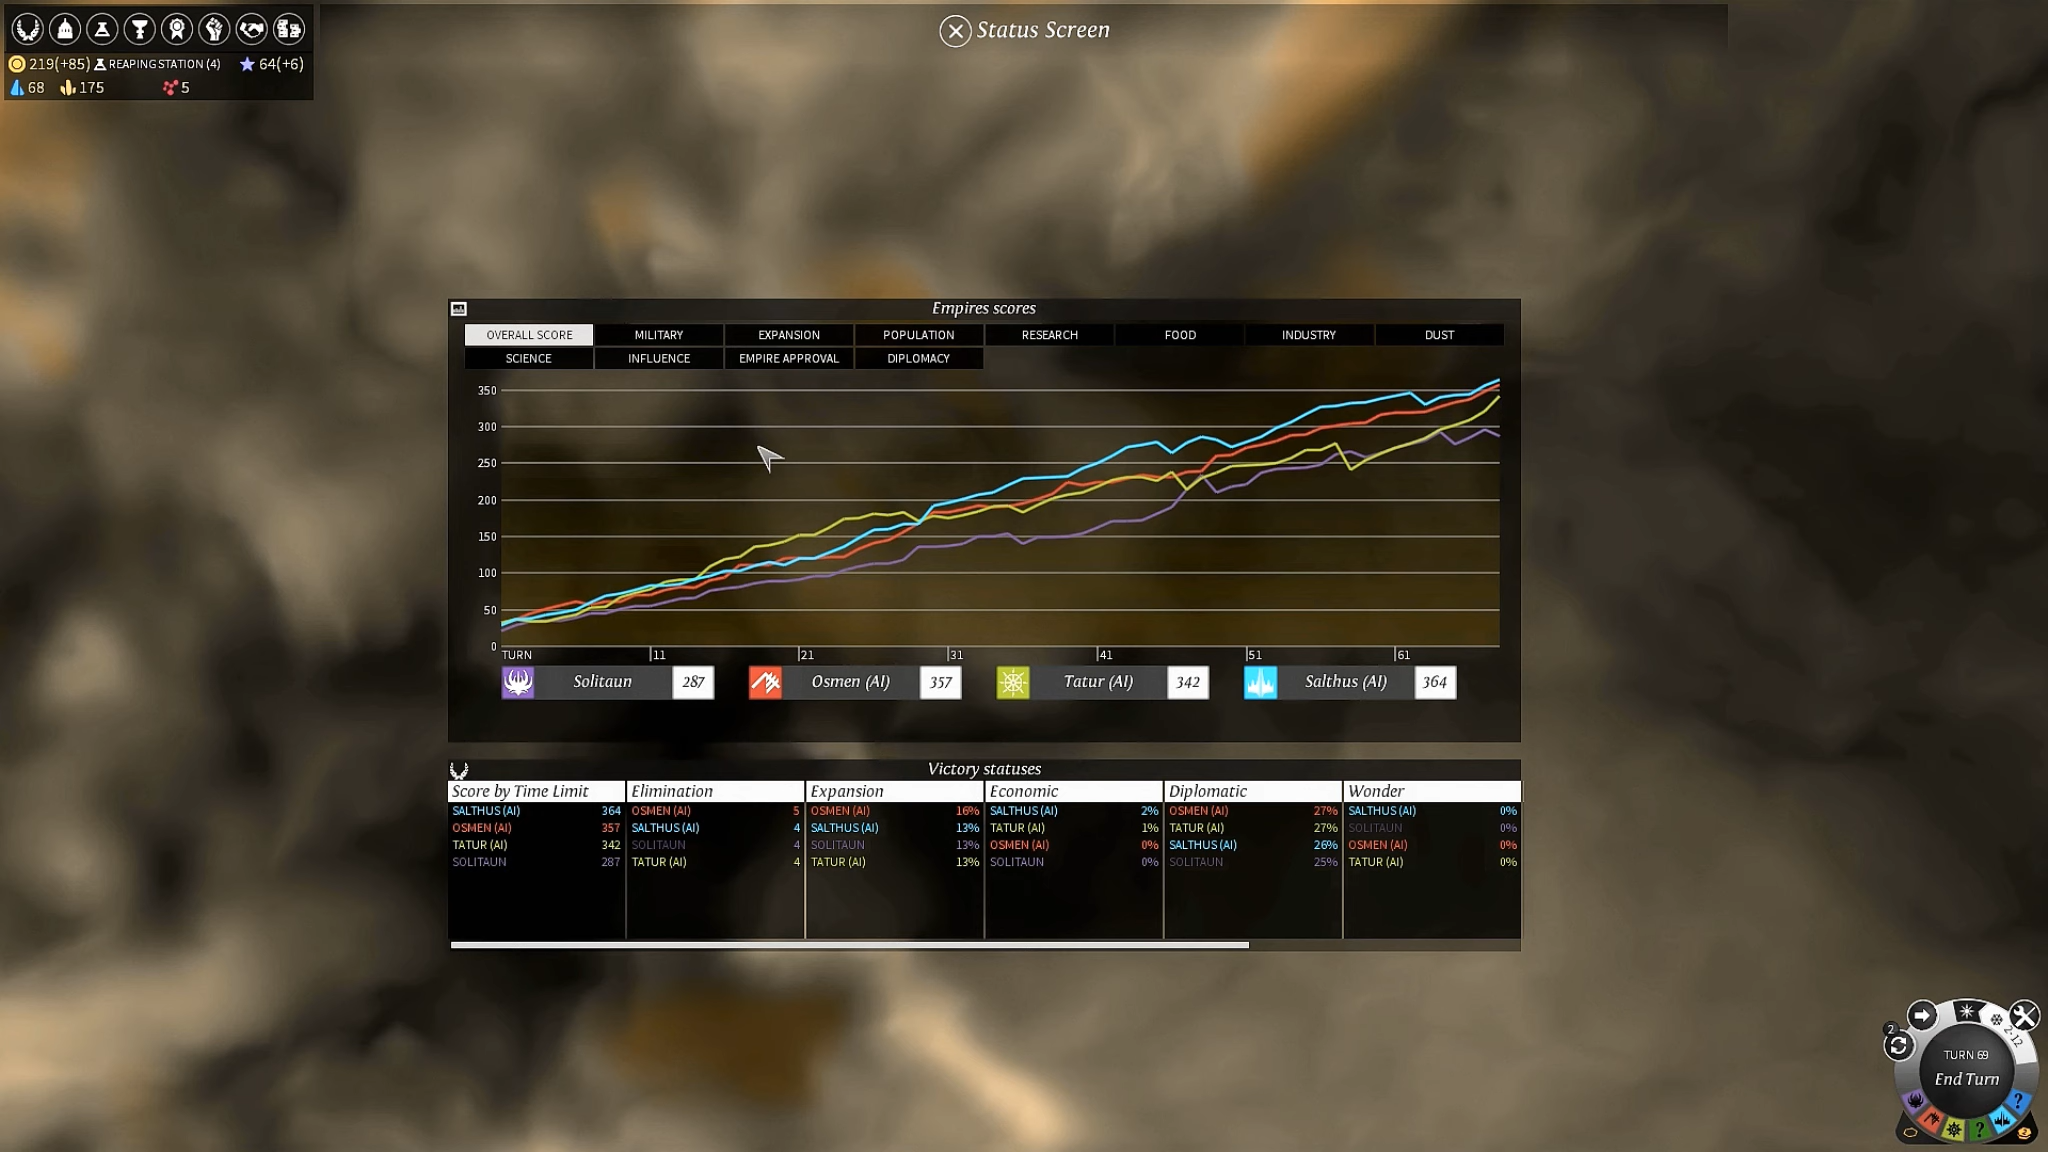 Status Screen
219(+85) REAPING STATION (4) 64(+6)
68 175 5
Empires scores
OVERALL SCORE MILITARY EXPANSION POPULATION RESEARCH FOOD INDUSTRY DUST
SCIENCE INFLUENCE EMPIRE APPROVAL DIPLOMACY
350
300
250
200
150
100
50
0
TURN 11 21 31 41 51 61
Solitaun 287 Osmen (AI) 357 Tatur (AI) 342 Salthus (AI) 364
Victory statuses
Score by Time Limit Elimination Expansion Economic Diplomatic Wonder
SALTHUS (AI) 364 OSMEN (AI) 5 OSMEN (AI) 16% SALTHUS (AI) 2% OSMEN (AI) 27% SALTHUS (AI) 0%
OSMEN (AI) 357 SALTHUS (AI) 4 SALTHUS (AI) 13% TATUR (AI) 1% TATUR (AI) 27% SOLITAUN 0%
TATUR (AI) 342 SOLITAUN 4 SOLITAUN 13% OSMEN (AI) 0% SALTHUS (AI) 26% OSMEN (AI) 0%
SOLITAUN 287 TATUR (AI) 4 TATUR (AI) 13% SOLITAUN 0% SOLITAUN 25% TATUR (AI) 0%
2
2-12
TURN 69
End Turn
? ?